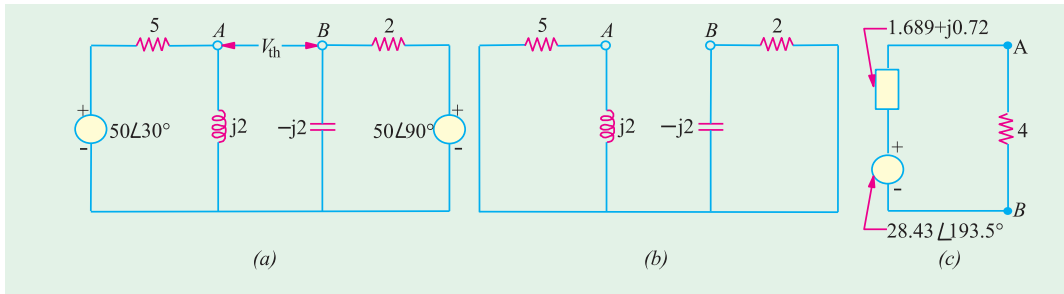 5
A
V_th
B
2
+
50∠30°
-
j2
−j2
50∠90°
+
-
(a)
5
A
B
2
j2
−j2
(b)
1.689+j0.72
A
4
+
-
B
28.43∠193.5°
(c)